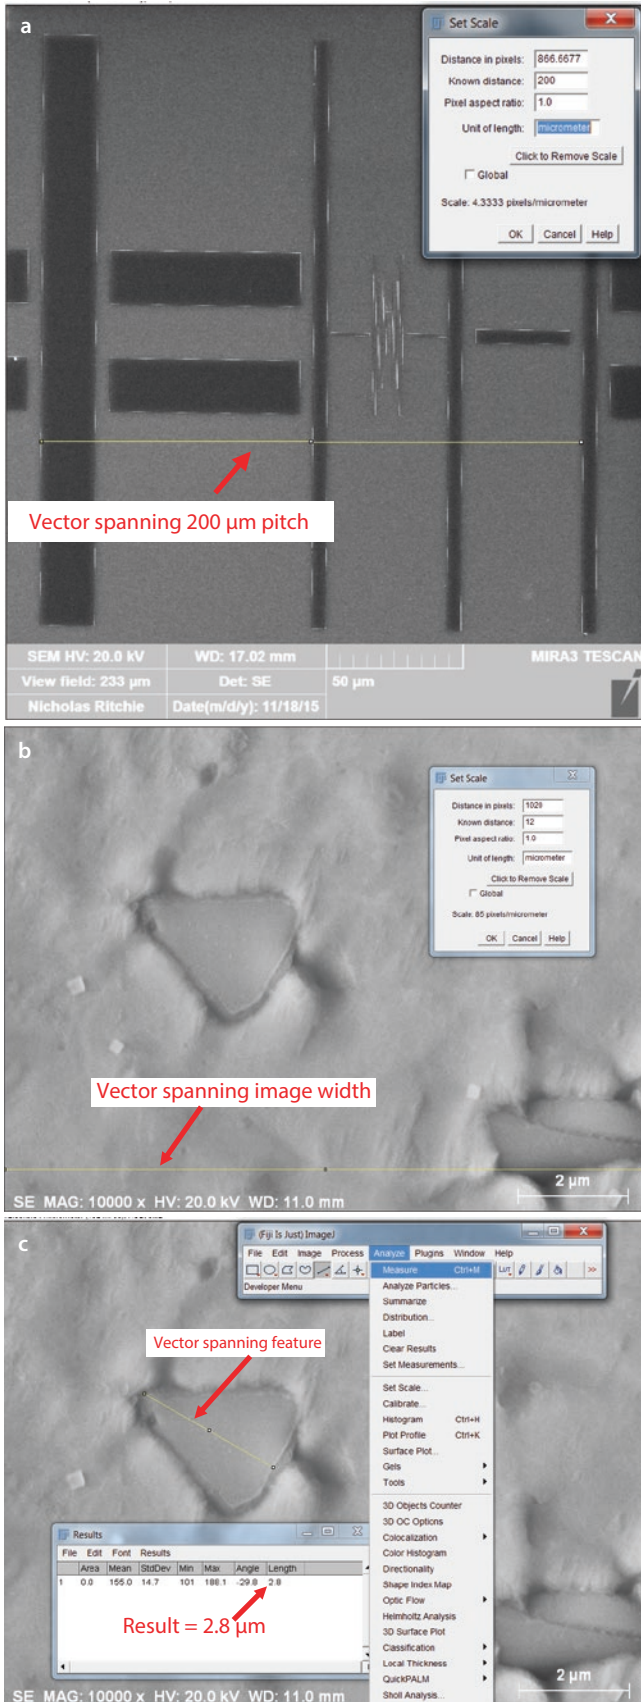 a
Set Scale
Distance in pixels: 866.6677
Known distance: 200
Pixel aspect ratio: 1.0
Unit of length: micrometer
Click to Remove Scale
Global
Scale: 4.3333 pixels/micrometer
OK Cancel Help
Vector spanning 200 µm pitch
SEM HV: 20.0 kV WD: 17.02 mm MIRA3 TESCAN
View field: 233 µm Det: SE 50 µm
Nicholas Ritchie Date(m/d/y): 11/18/15
b
Set Scale
Distance in pixels: 1020
Known distance: 12
Pixel aspect ratio: 1.0
Unit of length: micrometer
Click to Remove Scale
Global
Scale: 85 pixels/micrometer
OK Cancel Help
Vector spanning image width
2 µm
SE MAG: 10000 x HV: 20.0 kV WD: 11.0 mm
c
(Fiji Is Just) ImageJ
File Edit Image Process Analyze Plugins Window Help
LUT >>
Developer Menu
Measure Ctrl+M
Analyze Particles...
Summarize
Distribution...
Label
Clear Results
Set Measurements...
Set Scale...
Calibrate...
Histogram Ctrl+H
Plot Profile Ctrl+K
Surface Plot...
Gels
Tools
3D Objects Counter
3D OC Options
Colocalization
Color Histogram
Directionality
Shape Index Map
Optic Flow
Helmholtz Analysis
3D Surface Plot
Classification
Local Thickness
QuickPALM
Sholl Analysis...
Vector spanning feature
Results
File Edit Font Results
Area Mean StdDev Min Max Angle Length
1 0.0 155.0 14.7 101 188.1 -29.8 2.8
Result = 2.8 µm
2 µm
SE MAG: 10000 x HV: 20.0 kV WD: 11.0 mm